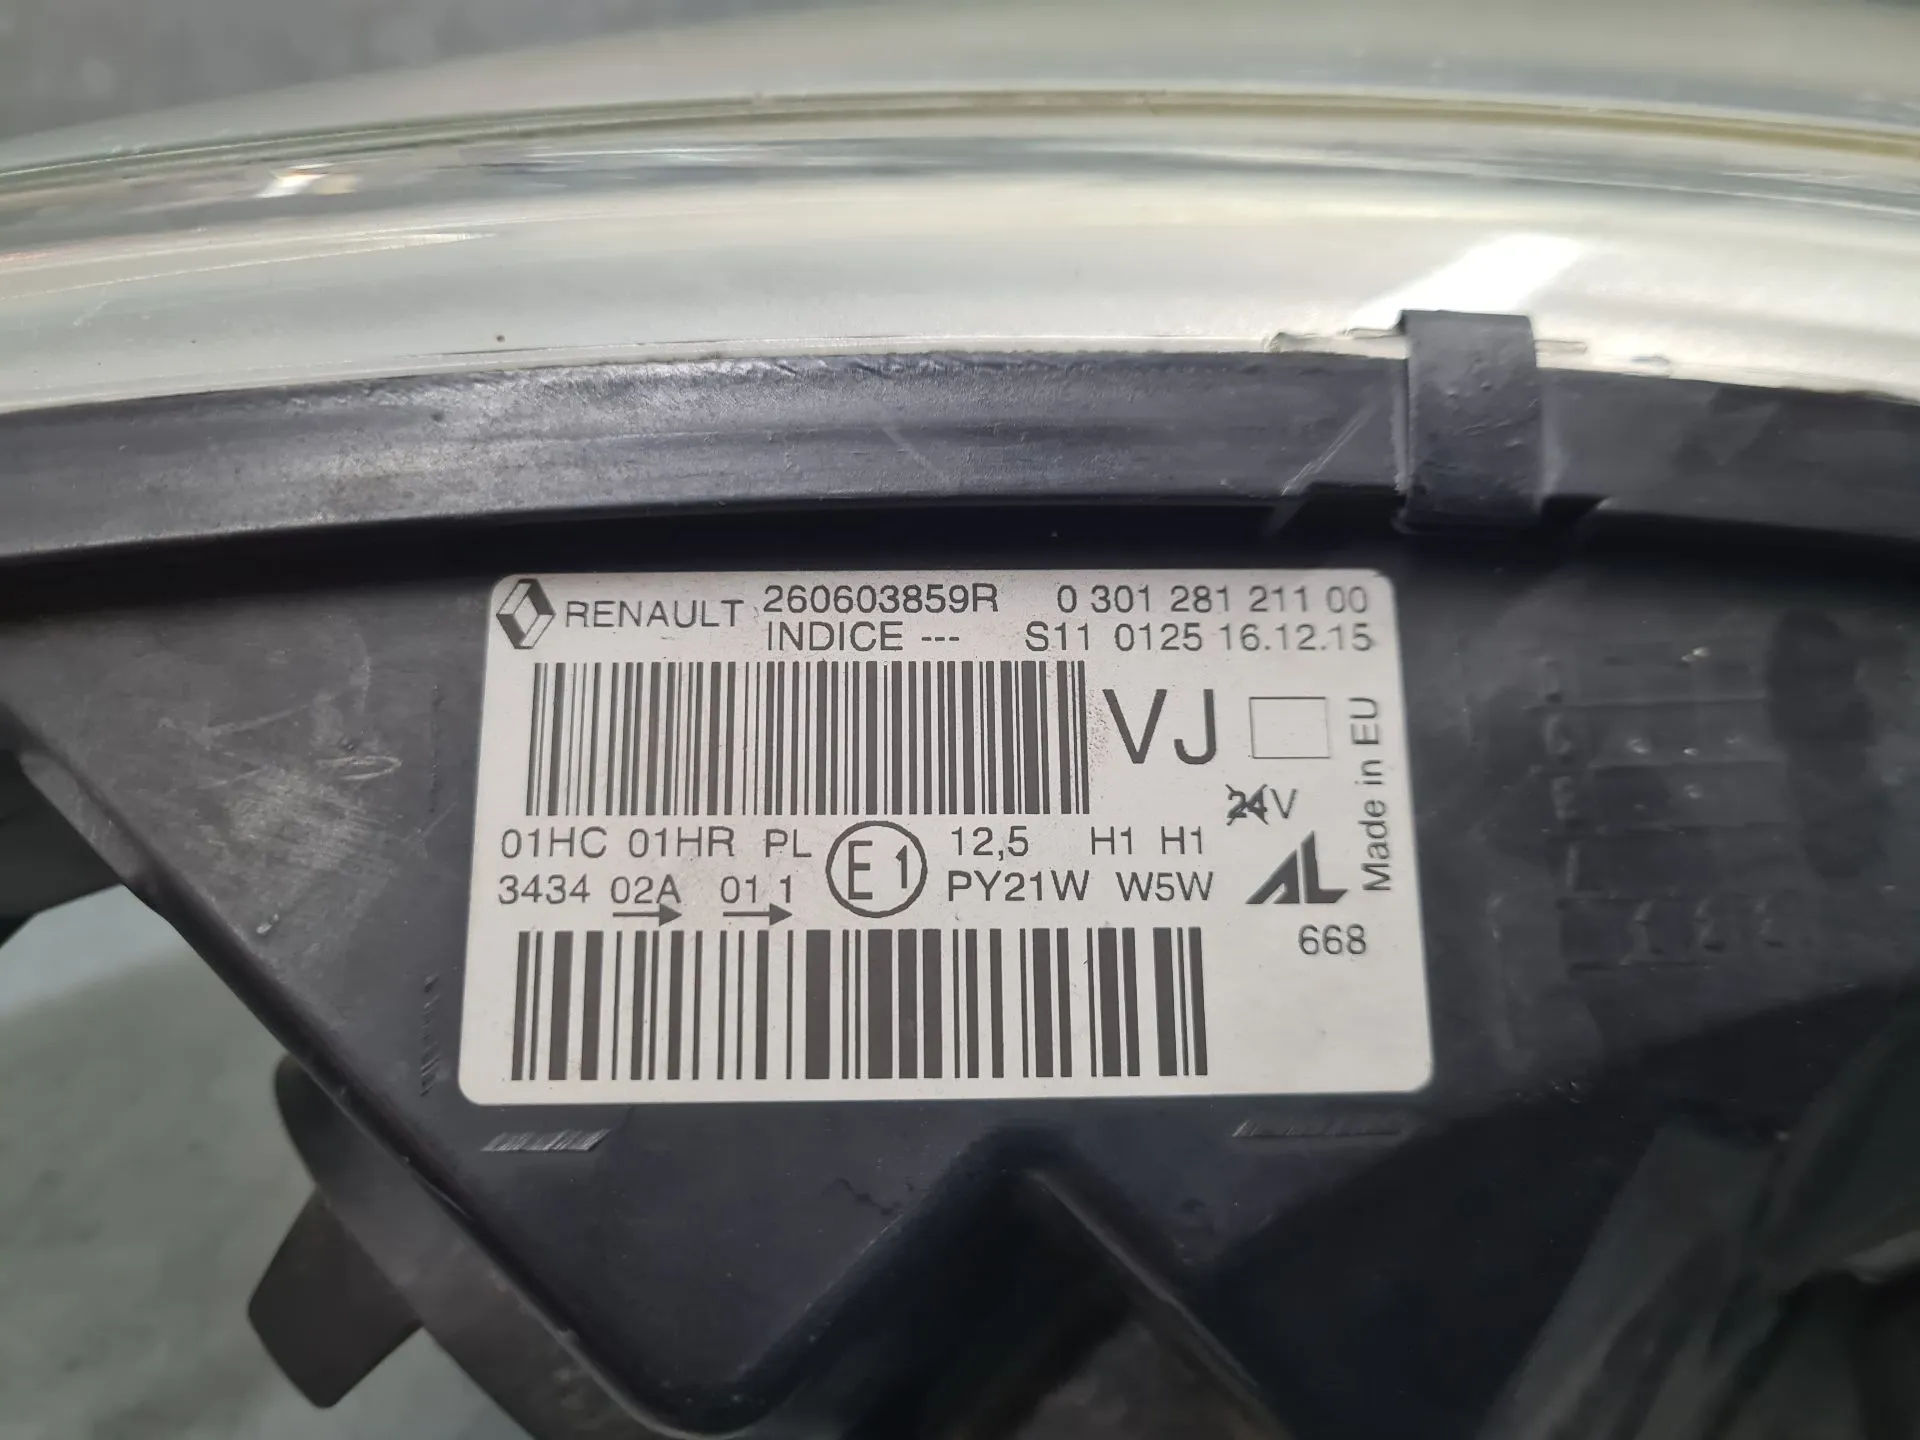 RENAULT 260603859R 0 301 281 211 00
INDICE --- S11 0125 16.12.15
VJ
24V
Made in EU
01HC 01HR PL E1 12,5 H1 H1
3434 02A 01 1 PY21W W5W AL
668